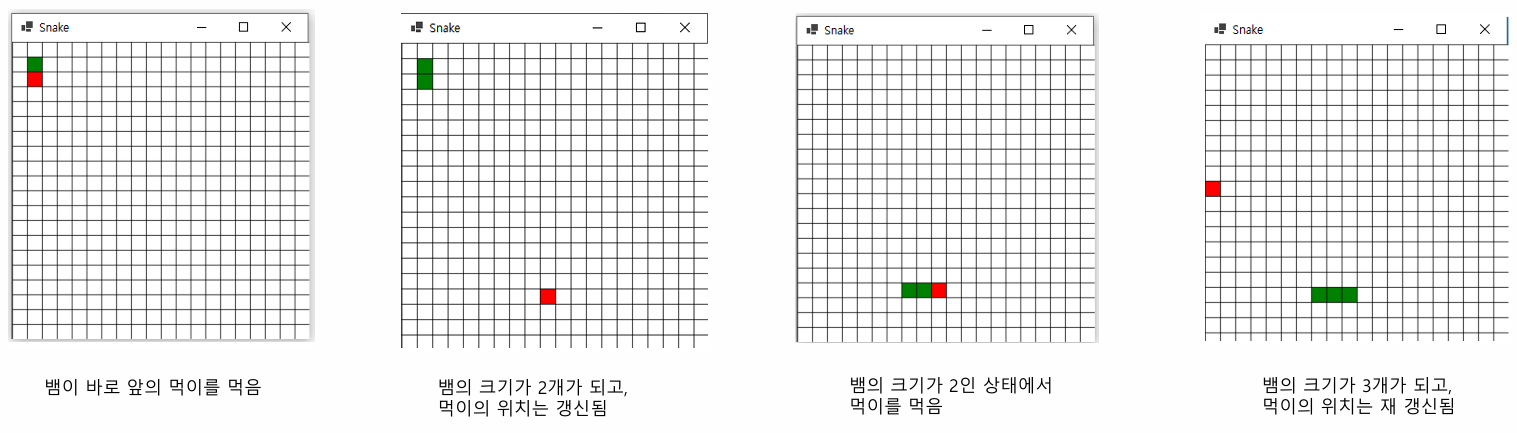 Snake
Snake
Snake
Snake
뱀이 바로 앞의 먹이를 먹음
뱀의 크기가 2개가 되고,
먹이의 위치는 갱신됨
뱀의 크기가 2인 상태에서
먹이를 먹음
뱀의 크기가 3개가 되고,
먹이의 위치는 재 갱신됨